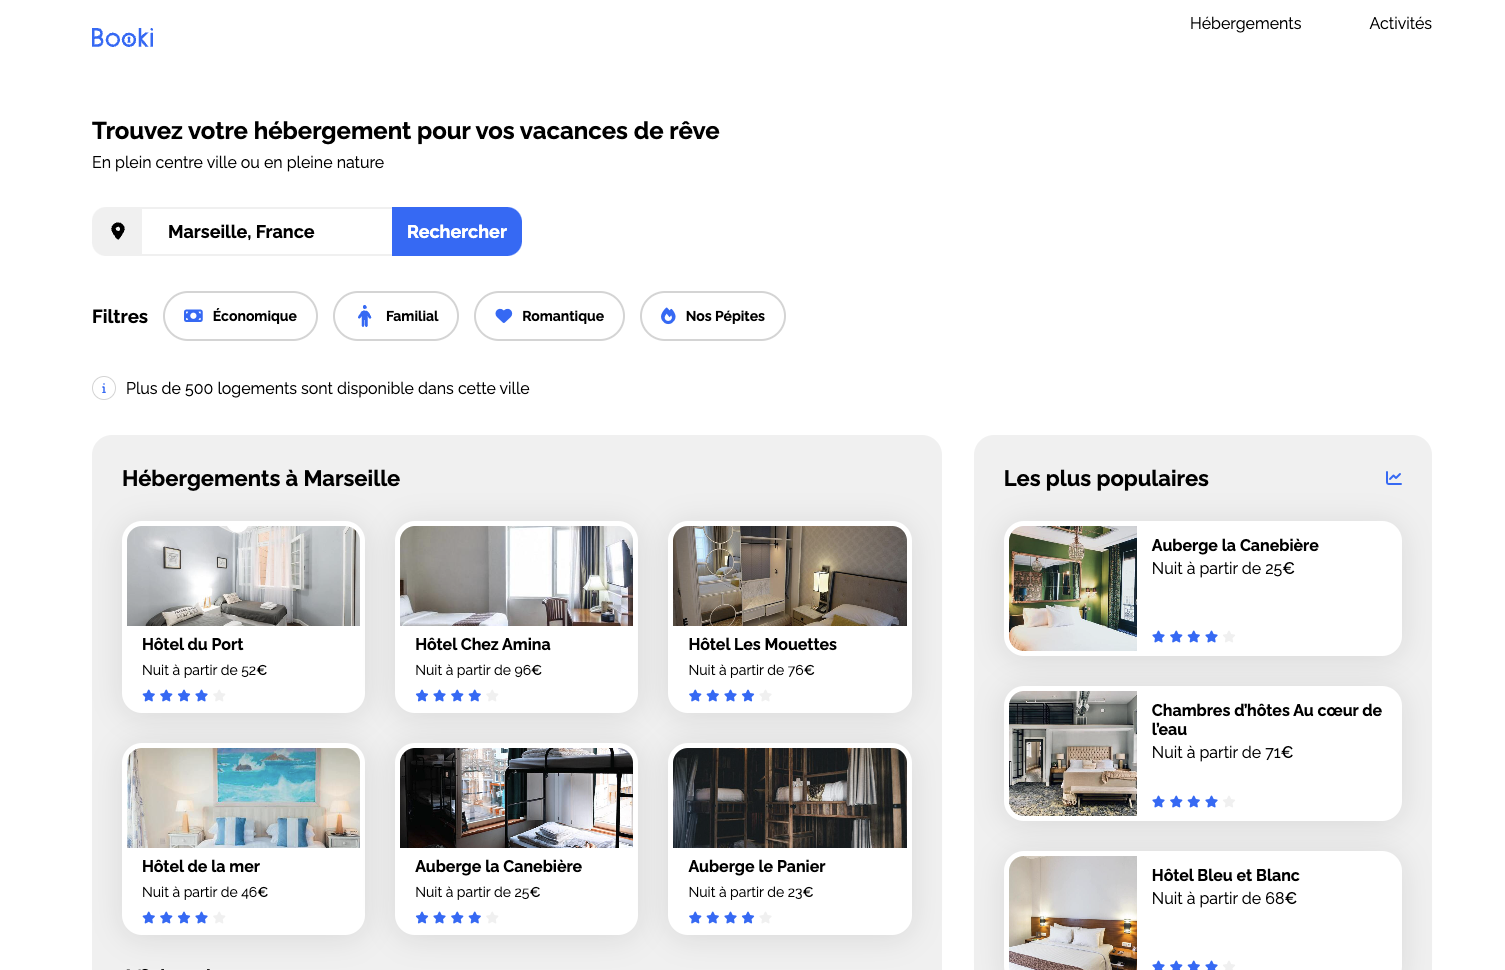 Booki
Hébergements
Activités
Trouvez votre hébergement pour vos vacances de rêve
En plein centre ville ou en pleine nature
Marseille, France
Rechercher
Filtres
Économique
Familial
Romantique
Nos Pépites
i
Plus de 500 logements sont disponible dans cette ville
Hébergements à Marseille
Hôtel du Port
Nuit à partir de 52€
Hôtel Chez Amina
Nuit à partir de 96€
Hôtel Les Mouettes
Nuit à partir de 76€
Hôtel de la mer
Nuit à partir de 46€
Auberge la Canebière
Nuit à partir de 25€
Auberge le Panier
Nuit à partir de 23€
Les plus populaires
Auberge la Canebière
Nuit à partir de 25€
Chambres d’hôtes Au cœur de
l’eau
Nuit à partir de 71€
Hôtel Bleu et Blanc
Nuit à partir de 68€